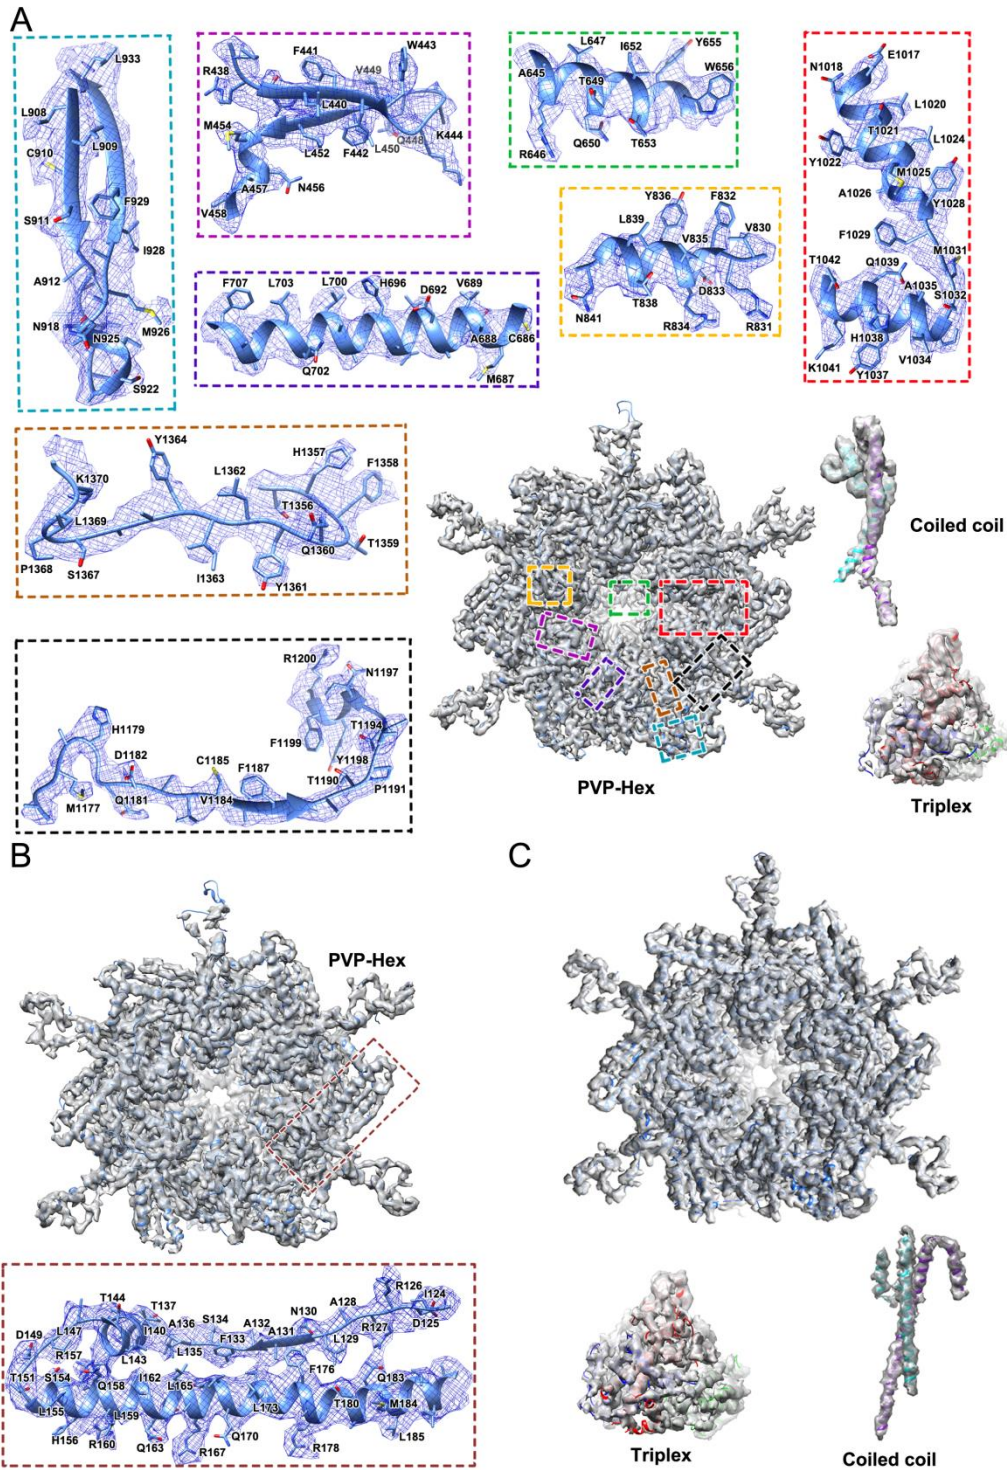 A
L933
L908
C910
L909
F929
S911
I928
A912
N918
N925
M926
S922
F441
W443
R438
V449
L440
M454
K444
Q448
L452
F442
L450
A457
N456
V458
L647
I652
Y655
A645
T649
W656
Q650
T653
R646
E1017
N1018
L1020
T1021
L1024
Y1022
M1025
A1026
Y1028
F1029
M1031
T1042
Q1039
A1035
S1032
H1038
V1034
K1041
Y1037
Y836
F832
L839
V835
V830
T838
D833
N841
R834
R831
F707
L703
L700
H696
D692
V689
A688
C686
Q702
M687
Y1364
H1357
F1358
L1362
K1370
T1356
L1369
Q1360
T1359
P1368
S1367
I1363
Y1361
R1200
N1197
H1179
T1194
D1182
F1199
C1185
F1187
Y1198
T1190
P1191
M1177
Q1181
V1184
PVP-Hex
Coiled coil
Triplex
B
PVP-Hex
T144
T137
A136
S134
A132
N130
A128
R126
I124
D149
L147
I140
F133
A131
R127
D125
R157
L143
L135
L129
T151
S154
Q158
I162
L165
F176
Q183
L155
L159
L173
T180
M184
H156
R160
Q163
R167
Q170
R178
L185
C
Triplex
Coiled coil